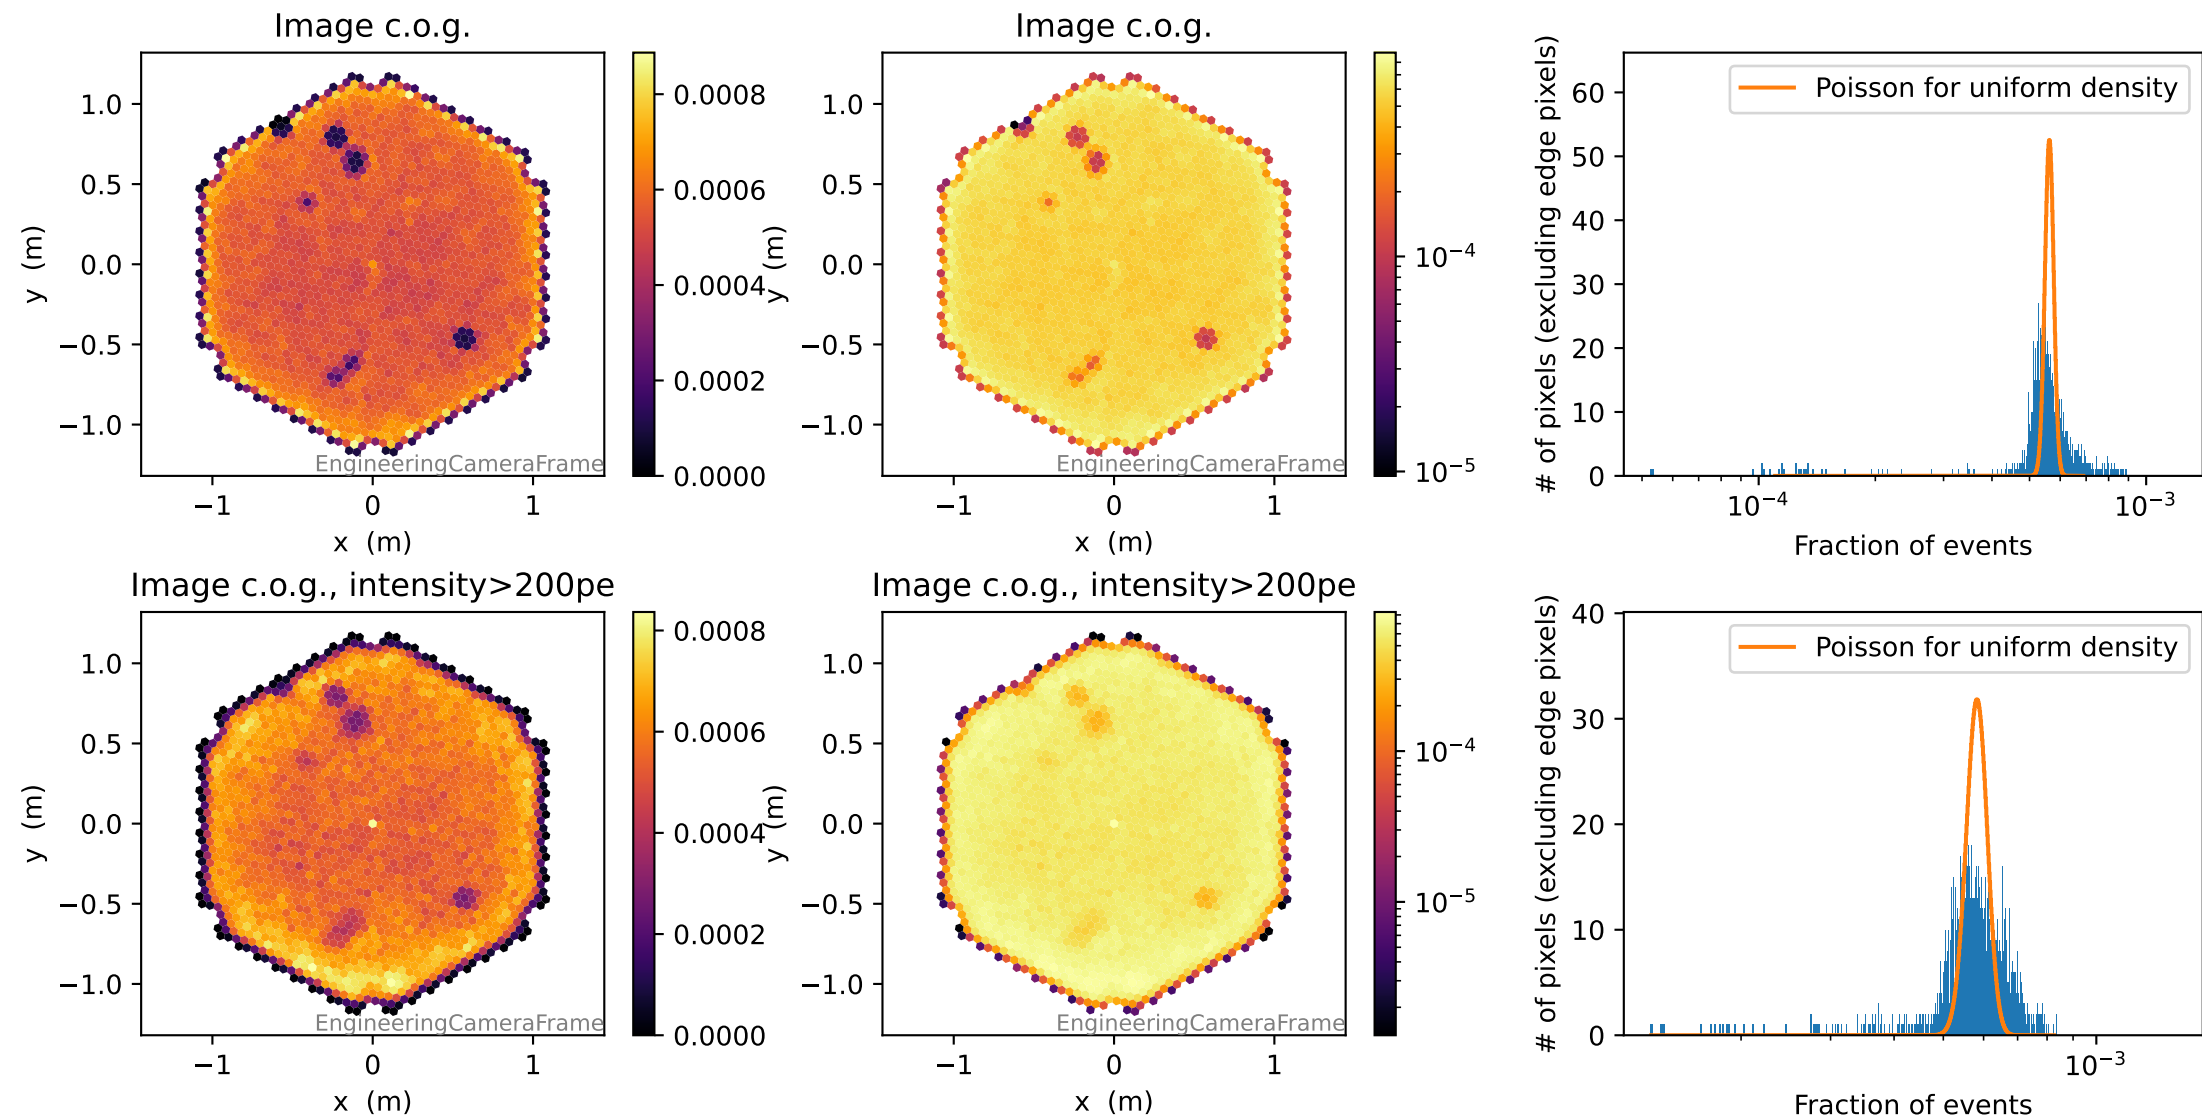 Image c.o.g.
1.0
0.5
0.0
−0.5
−1.0
y (m)
−1
0
1
x (m)
EngineeringCameraFrame
0.0008
0.0006
0.0004
0.0002
0.0000
Image c.o.g.
1.0
0.5
0.0
−0.5
−1.0
y (m)
−1
0
1
x (m)
EngineeringCameraFrame
10⁻⁴
10⁻⁵
# of pixels (excluding edge pixels)
60
50
40
30
20
10
0
Poisson for uniform density
10⁻⁴
10⁻³
Fraction of events
Image c.o.g., intensity>200pe
1.0
0.5
0.0
−0.5
−1.0
y (m)
−1
0
1
x (m)
EngineeringCameraFrame
0.0008
0.0006
0.0004
0.0002
0.0000
Image c.o.g., intensity>200pe
1.0
0.5
0.0
−0.5
−1.0
y (m)
−1
0
1
x (m)
EngineeringCameraFrame
10⁻⁴
10⁻⁵
# of pixels (excluding edge pixels)
40
30
20
10
0
Poisson for uniform density
10⁻³
Fraction of events